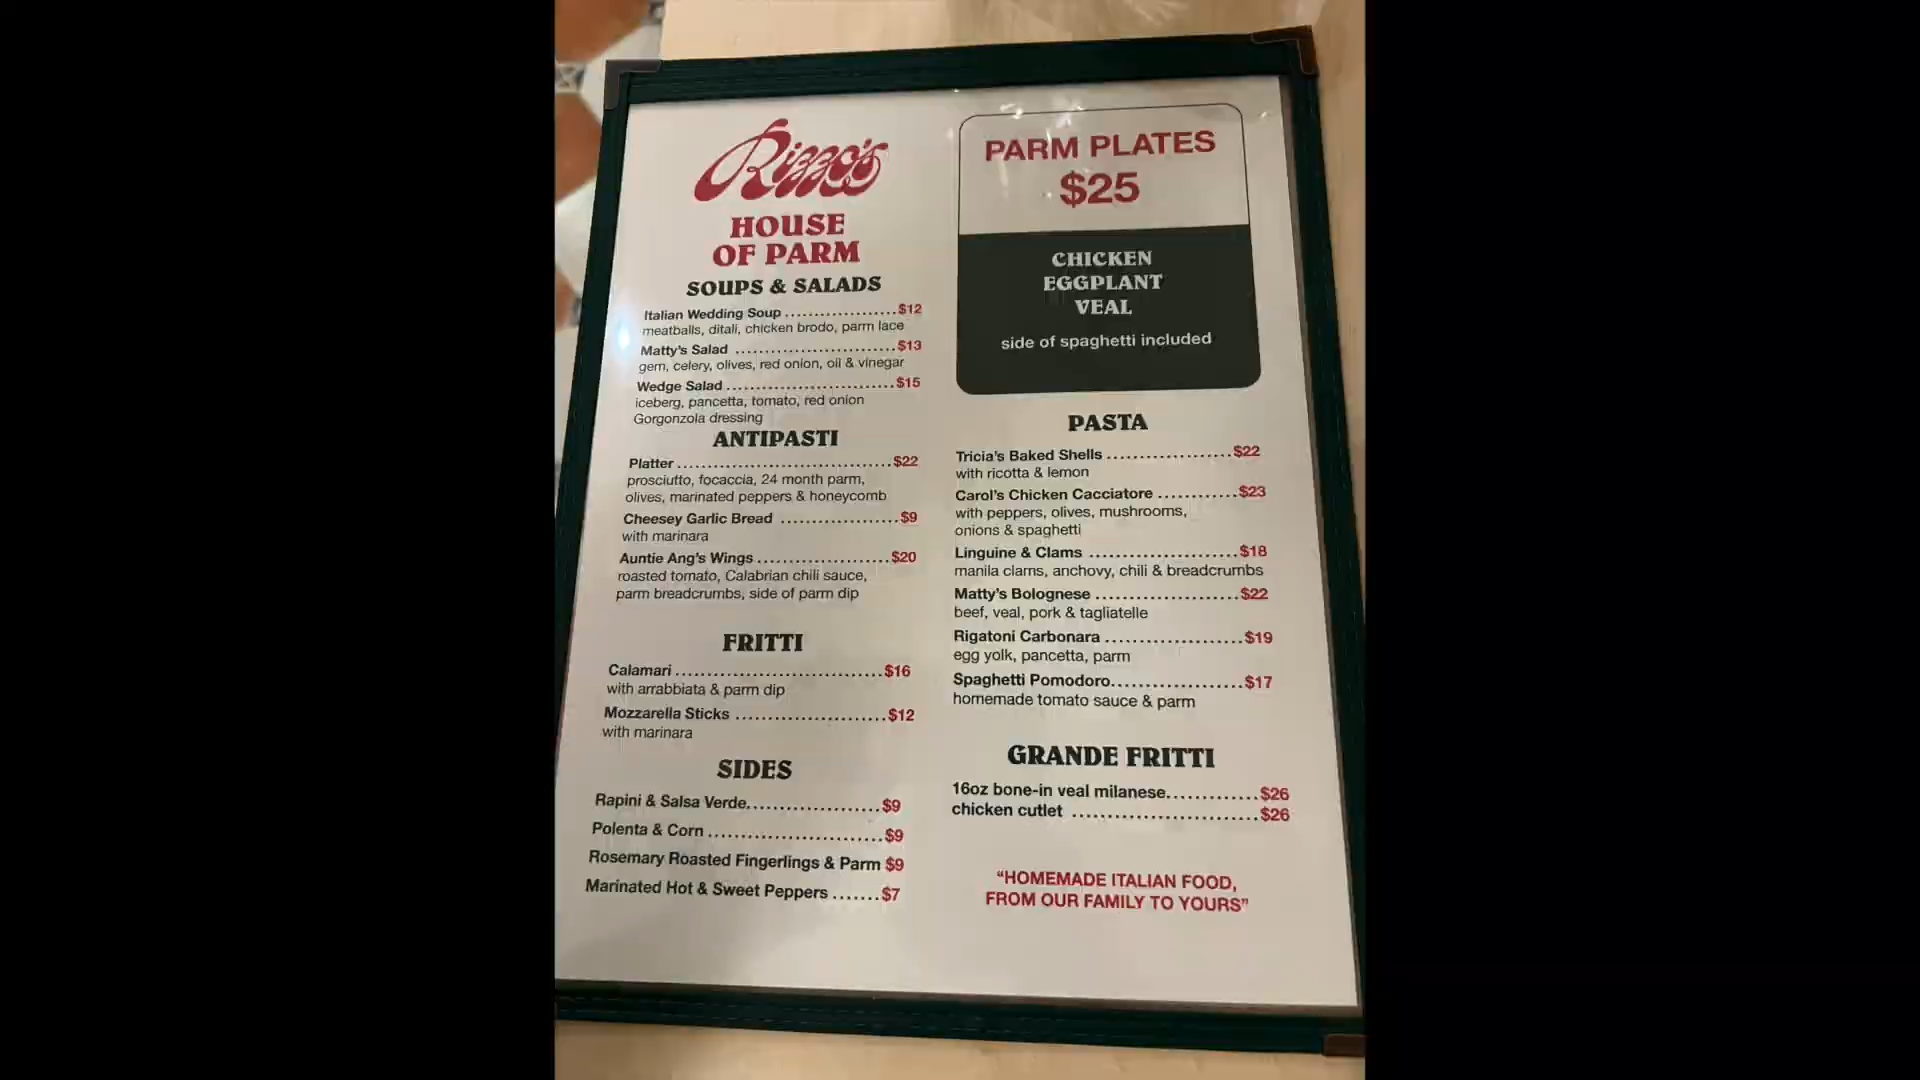 Rizzo's
HOUSE
OF PARM
SOUPS & SALADS
Italian Wedding Soup ................... $12
meatballs, ditali, chicken brodo, parm lace
Matty's Salad ........................... $13
gem, celery, olives, red onion, oil & vinegar
Wedge Salad ............................ $15
iceberg, pancetta, tomato, red onion
Gorgonzola dressing
ANTIPASTI
Platter ................................... $22
prosciutto, focaccia, 24 month parm,
olives, marinated peppers & honeycomb
Cheesey Garlic Bread ................... $9
with marinara
Auntie Ang's Wings ...................... $20
roasted tomato, Calabrian chili sauce,
parm breadcrumbs, side of parm dip
FRITTI
Calamari .................................. $16
with arrabbiata & parm dip
Mozzarella Sticks ........................ $12
with marinara
SIDES
Rapini & Salsa Verde..................... $9
Polenta & Corn ........................... $9
Rosemary Roasted Fingerlings & Parm $9
Marinated Hot & Sweet Peppers ....... $7
PARM PLATES
$25
CHICKEN
EGGPLANT
VEAL
side of spaghetti included
PASTA
Tricia's Baked Shells .................... $22
with ricotta & lemon
Carol's Chicken Cacciatore ............ $23
with peppers, olives, mushrooms,
onions & spaghetti
Linguine & Clams ........................ $18
manila clams, anchovy, chili & breadcrumbs
Matty's Bolognese ....................... $22
beef, veal, pork & tagliatelle
Rigatoni Carbonara ...................... $19
egg yolk, pancetta, parm
Spaghetti Pomodoro..................... $17
homemade tomato sauce & parm
GRANDE FRITTI
16oz bone-in veal milanese............. $26
chicken cutlet ............................ $26
“HOMEMADE ITALIAN FOOD,
FROM OUR FAMILY TO YOURS”